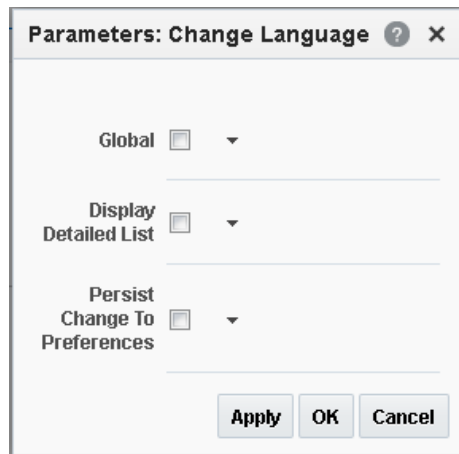 Parameters: Change Language ?
Global
Display
Detailed List
Persist
Change To
Preferences
Apply OK Cancel